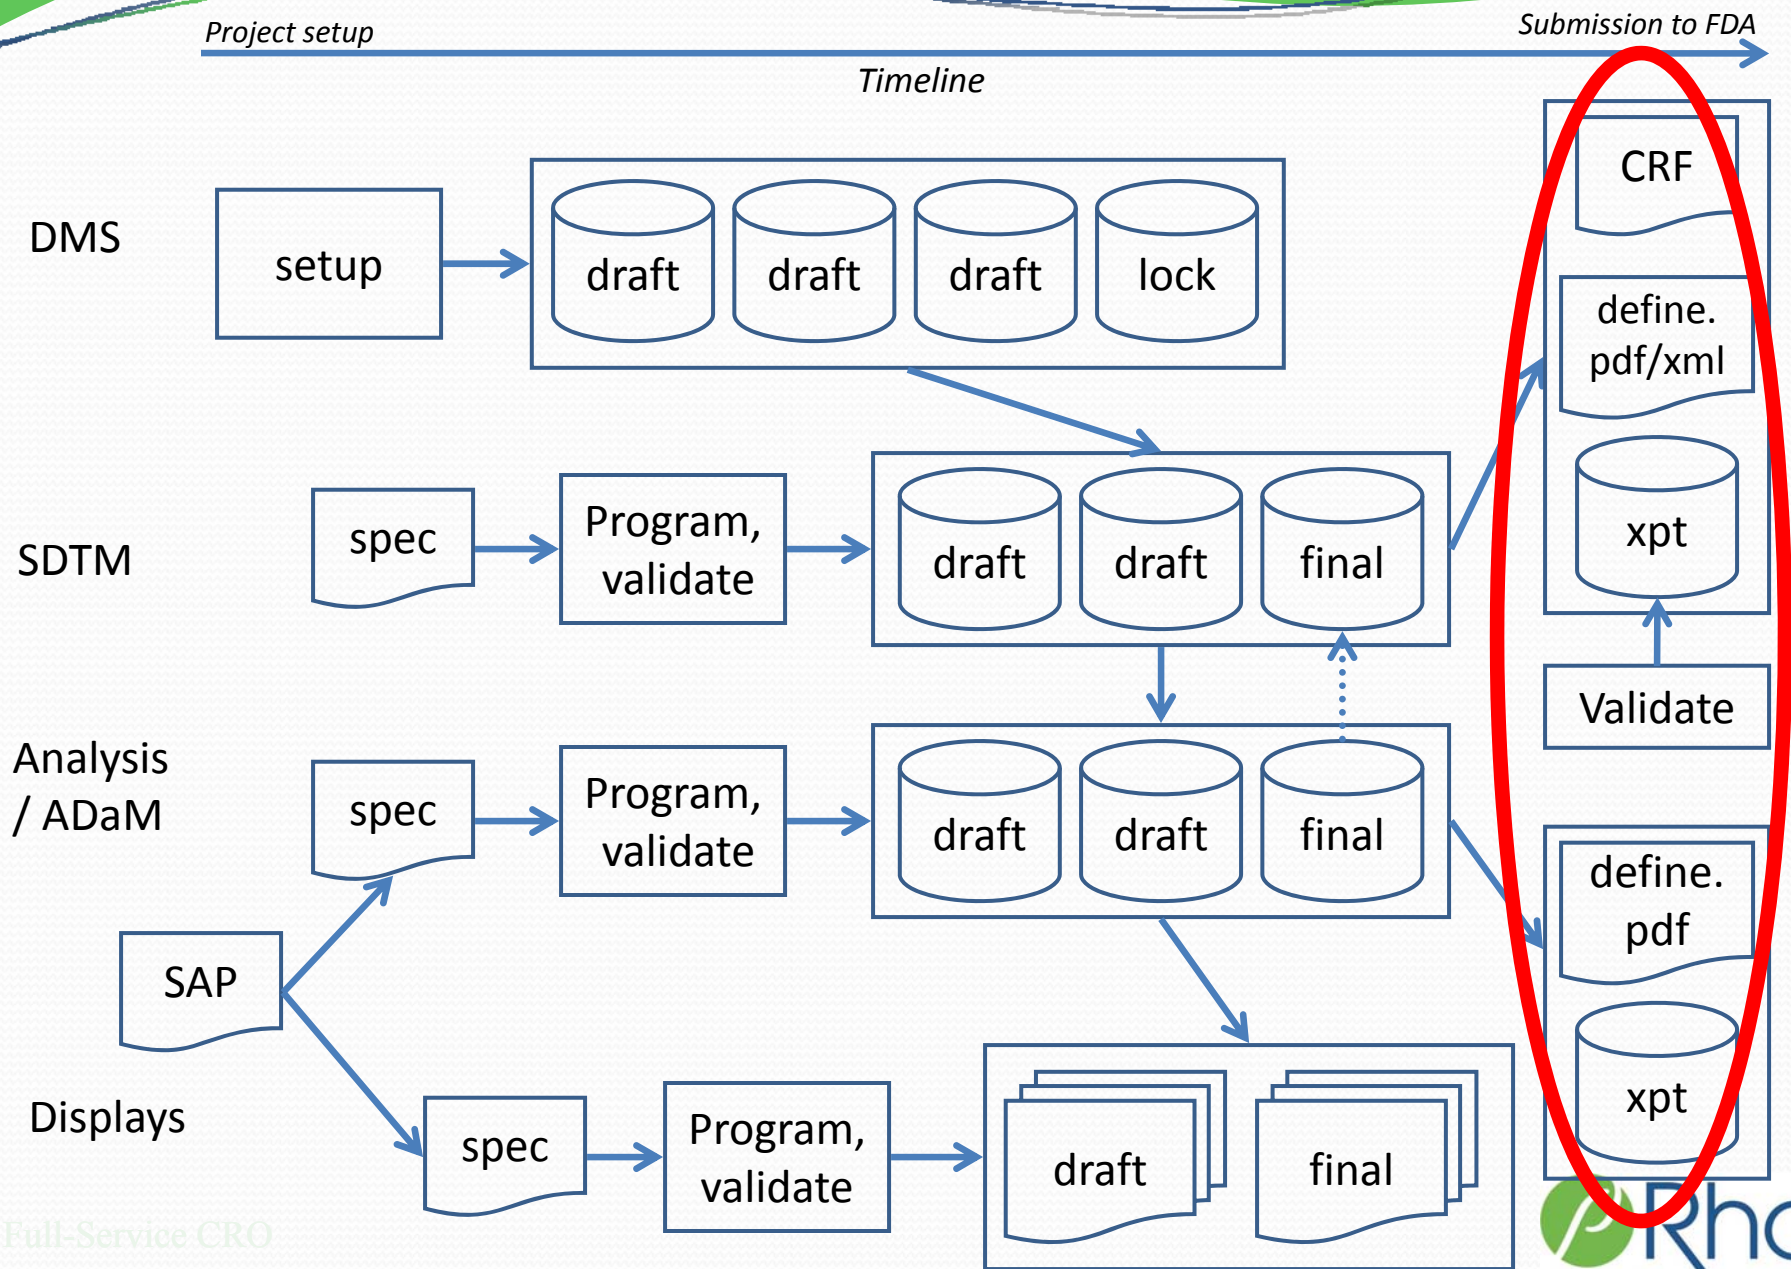 Project setup
Submission to FDA
Timeline
CRF
DMS
setup
draft
draft
draft
lock
define.
pdf/xml
SDTM
spec
Program,
validate
draft
draft
final
xpt
Validate
Analysis
/ ADaM
spec
Program,
validate
draft
draft
final
define.
pdf
SAP
xpt
Displays
spec
Program,
validate
draft
final
Full-Service CRO